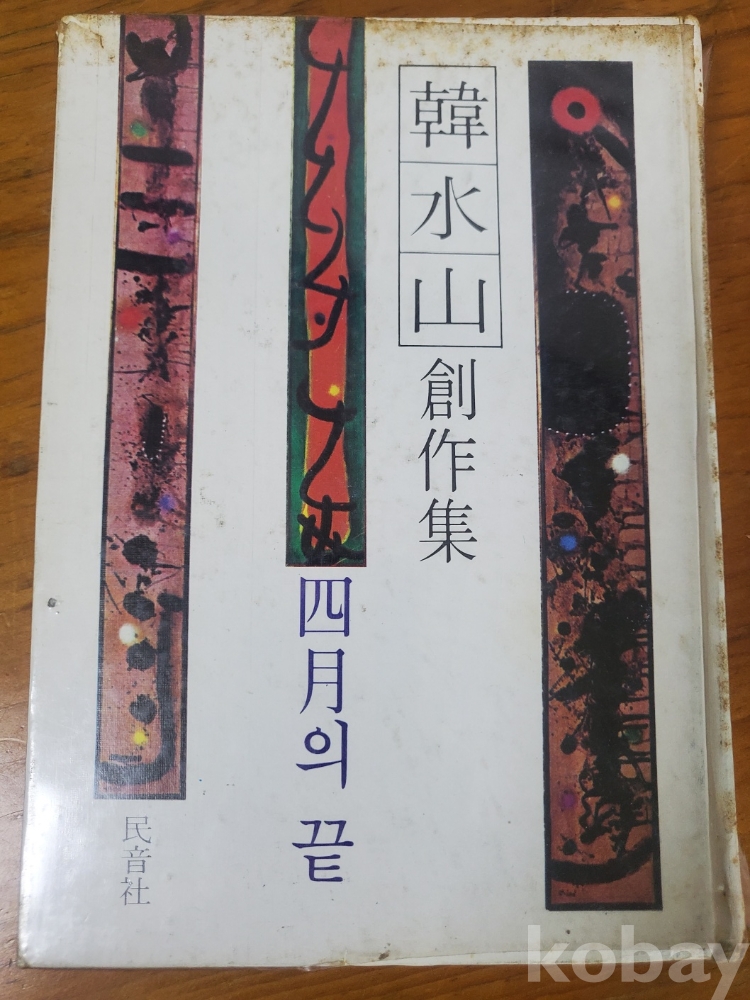 韓水山
創作集
四月의 끝
民音社
kobay